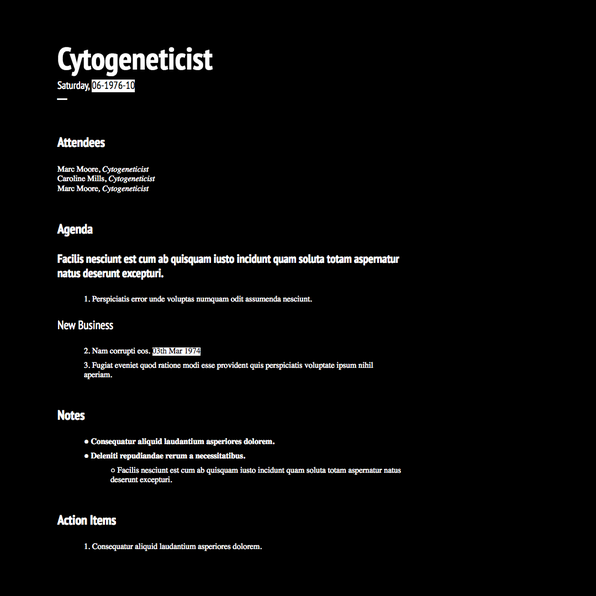 Cytogeneticist
Saturday, 06-1976-10
Attendees
Marc Moore, Cytogeneticist
Caroline Mills, Cytogeneticist
Marc Moore, Cytogeneticist
Agenda
Facilis nesciunt est cum ab quisquam iusto incidunt quam soluta totam aspernatur
natus deserunt excepturi.
1. Perspiciatis error unde voluptas numquam odit assumenda nesciunt.
New Business
2. Nam corrupti eos. 03th Mar 1974
3. Fugiat eveniet quod ratione modi esse provident quis perspiciatis voluptate ipsum nihil
aperiam.
Notes
● Consequatur aliquid laudantium asperiores dolorem.
● Deleniti repudiandae rerum a necessitatibus.
○ Facilis nesciunt est cum ab quisquam iusto incidunt quam soluta totam aspernatur natus
deserunt excepturi.
Action Items
1. Consequatur aliquid laudantium asperiores dolorem.